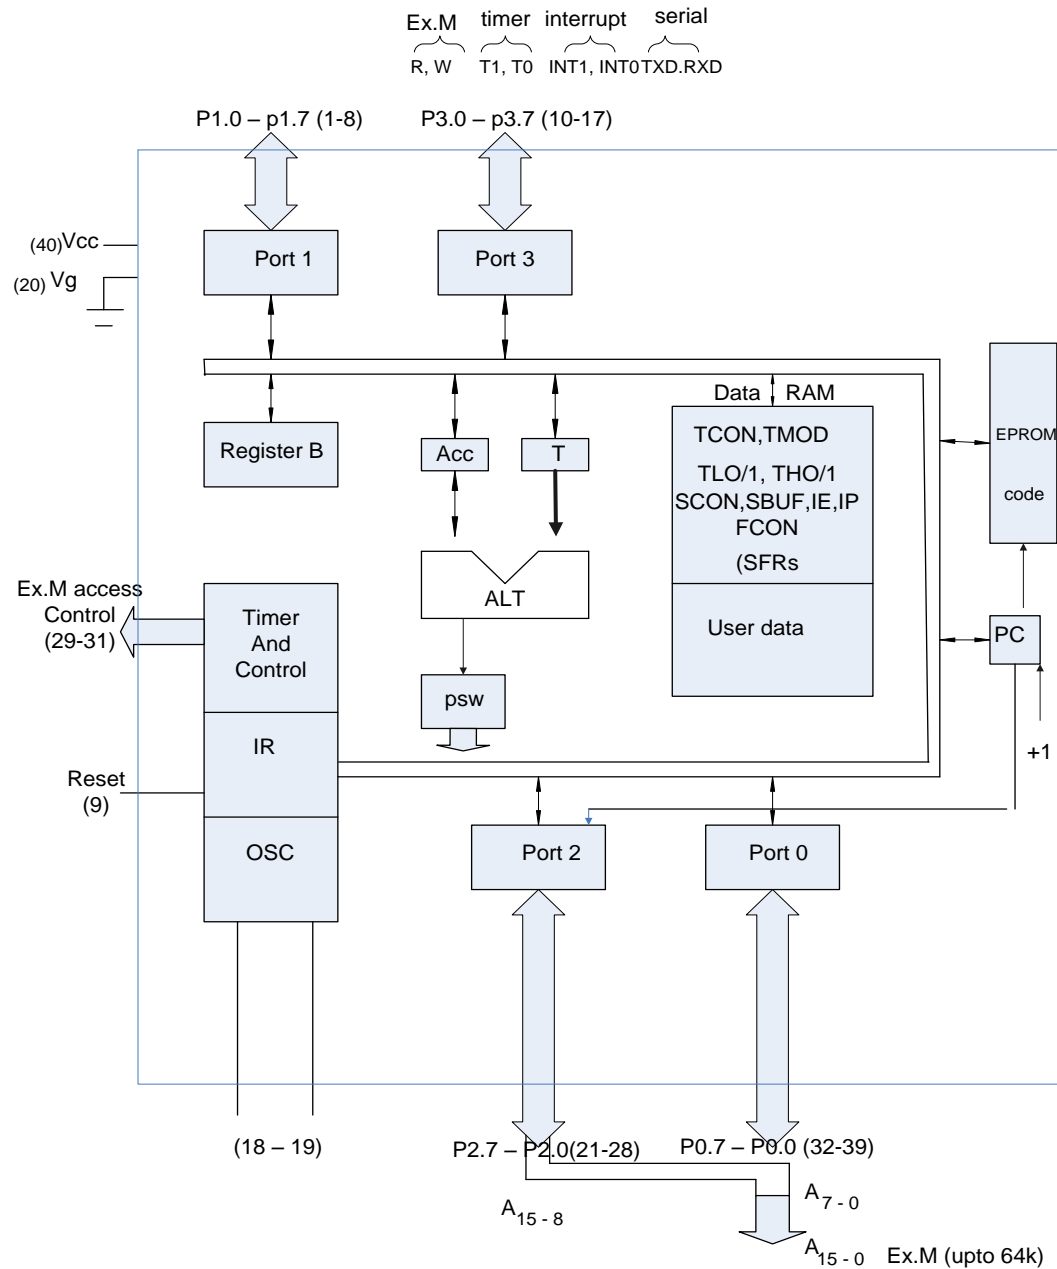 Ex.M timer interrupt serial
R, W T1, T0 INT1, INT0 TXD.RXD
P1.0 – p1.7 (1-8) P3.0 – p3.7 (10-17)
(40)Vcc
(20) Vg
Port 1 Port 3
Data RAM
Register B
Acc
T
TCON,TMOD
TLO/1, THO/1
SCON,SBUF,IE,IP
FCON
(SFRs
User data
EPROM
code
ALT
psw
PC
+1
Ex.M access
Control
(29-31)
Timer
And
Control
IR
Reset
(9)
OSC
Port 2 Port 0
(18 – 19)
P2.7 – P2.0(21-28)
P0.7 – P0.0 (32-39)
A 7 - 0
A 15 - 8
A 15 - 0 Ex.M (upto 64k)